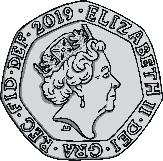 ELIZABETH II · DEI · GRA · REG · FID · DEF · 2019 ·